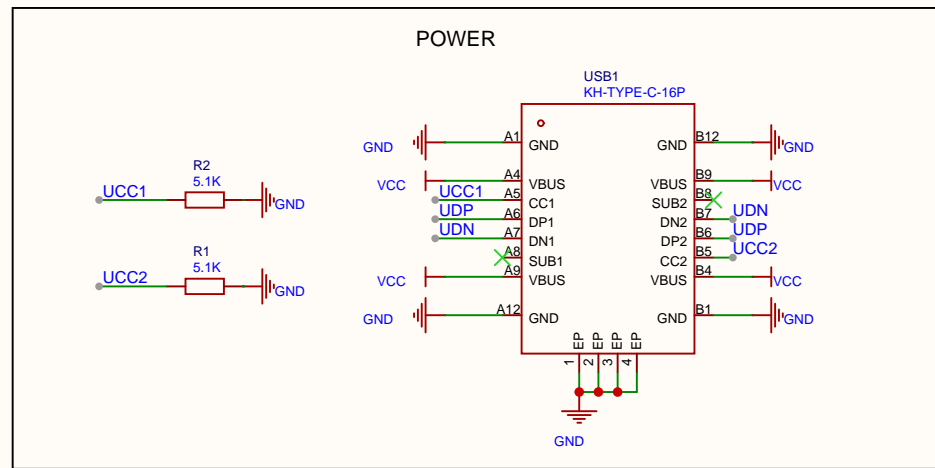 POWER
USB1
KH-TYPE-C-16P
GND A1 GND GND B12 GND
R2
5.1K
VCC A4 VBUS VBUS B9 VCC
UCC1 GND UCC1 A5 CC1 SUB2 B8
UDP A6 DP1 DN2 B7 UDN
UDN A7 DN1 DP2 B6 UDP
R1
5.1K
A8 SUB1 CC2 B5 UCC2
UCC2 GND VCC A9 VBUS VBUS B4 VCC
GND A12 GND GND B1 GND
EP EP EP EP
1 2 3 4
GND